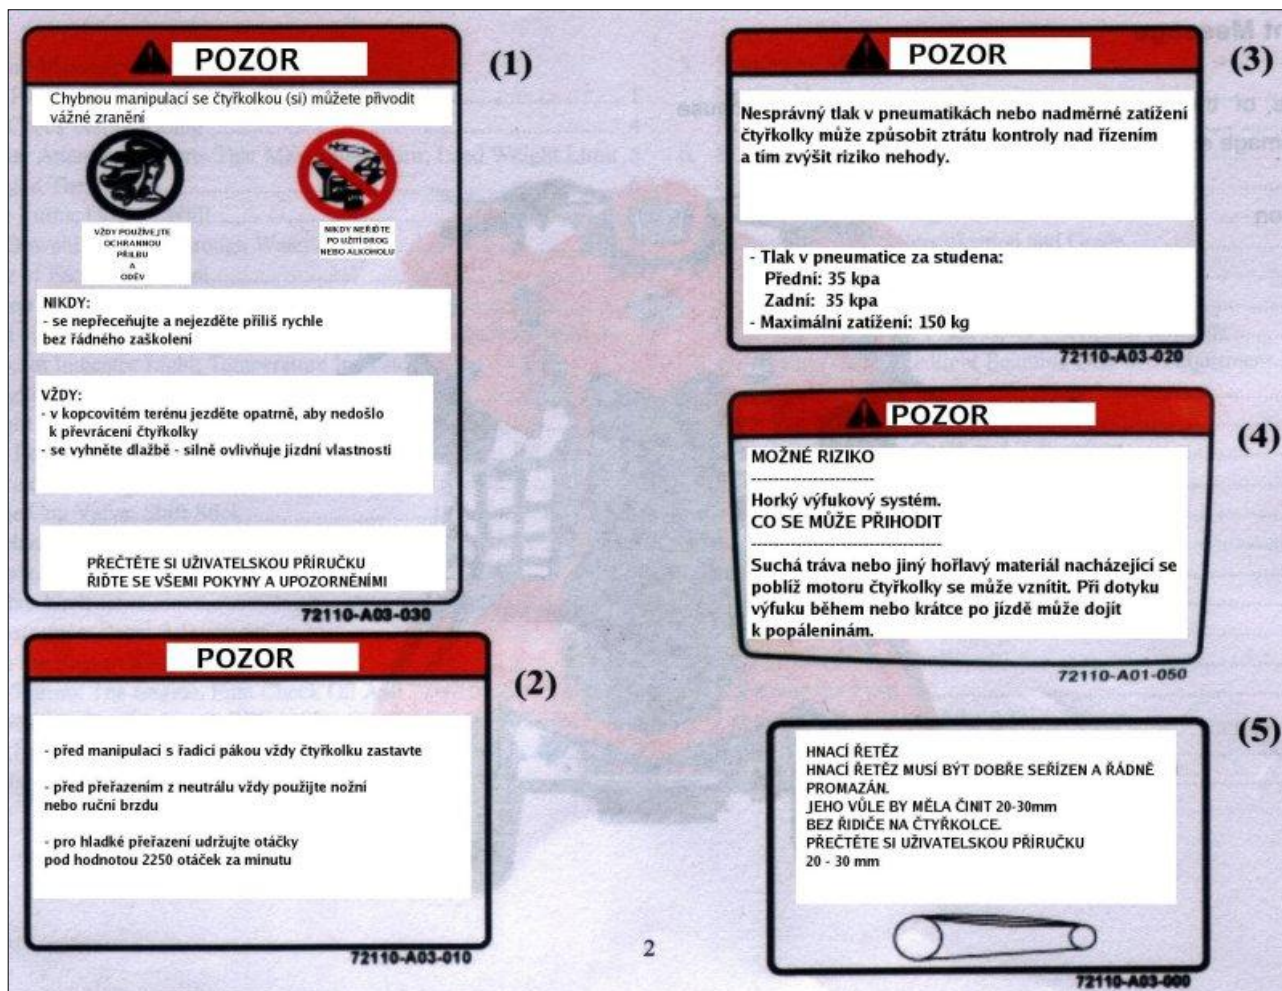 POZOR
(1)
Chybnou manipulací se čtyřkolkou (si) můžete přivodit
vážné zranění
VŽDY POUŽÍVEJTE
OCHRANNOU
PŘILBU
A
ODĚV
NIKDY NEŘIĎTE
PO UŽITÍ DROG
NEBO ALKOHOLU
NIKDY:
- se nepřeceňujte a nejezděte příliš rychle
bez řádného zaškolení
VŽDY:
- v kopcovitém terénu jezděte opatrně, aby nedošlo
k převrácení čtyřkolky
- se vyhněte dlažbě - silně ovlivňuje jízdní vlastnosti
PŘEČTĚTE SI UŽIVATELSKOU PŘÍRUČKU
ŘIĎTE SE VŠEMI POKYNY A UPOZORNĚNÍMI
72110-A03-030
POZOR
(2)
- před manipulací s řadicí pákou vždy čtyřkolku zastavte
- před přeřazením z neutrálu vždy použijte nožní
nebo ruční brzdu
- pro hladké přeřazení udržujte otáčky
pod hodnotou 2250 otáček za minutu
72110-A03-010
POZOR
(3)
Nesprávný tlak v pneumatikách nebo nadměrné zatížení
čtyřkolky může způsobit ztrátu kontroly nad řízením
a tím zvýšit riziko nehody.
- Tlak v pneumatice za studena:
Přední: 35 kpa
Zadní: 35 kpa
- Maximální zatížení: 150 kg
72110-A03-020
POZOR
(4)
MOŽNÉ RIZIKO
----------------------
Horký výfukový systém.
CO SE MŮŽE PŘIHODIT
----------------------------------
Suchá tráva nebo jiný hořlavý materiál nacházející se
poblíž motoru čtyřkolky se může vznítit. Při dotyku
výfuku během nebo krátce po jízdě může dojít
k popáleninám.
72110-A01-050
(5)
HNACÍ ŘETĚZ
HNACÍ ŘETĚZ MUSÍ BÝT DOBŘE SEŘÍZEN A ŘÁDNĚ
PROMAZÁN.
JEHO VŮLE BY MĚLA ČINIT 20-30mm
BEZ ŘIDIČE NA ČTYŘKOLCE.
PŘEČTĚTE SI UŽIVATELSKOU PŘÍRUČKU
20 - 30 mm
72110-A03-000
2